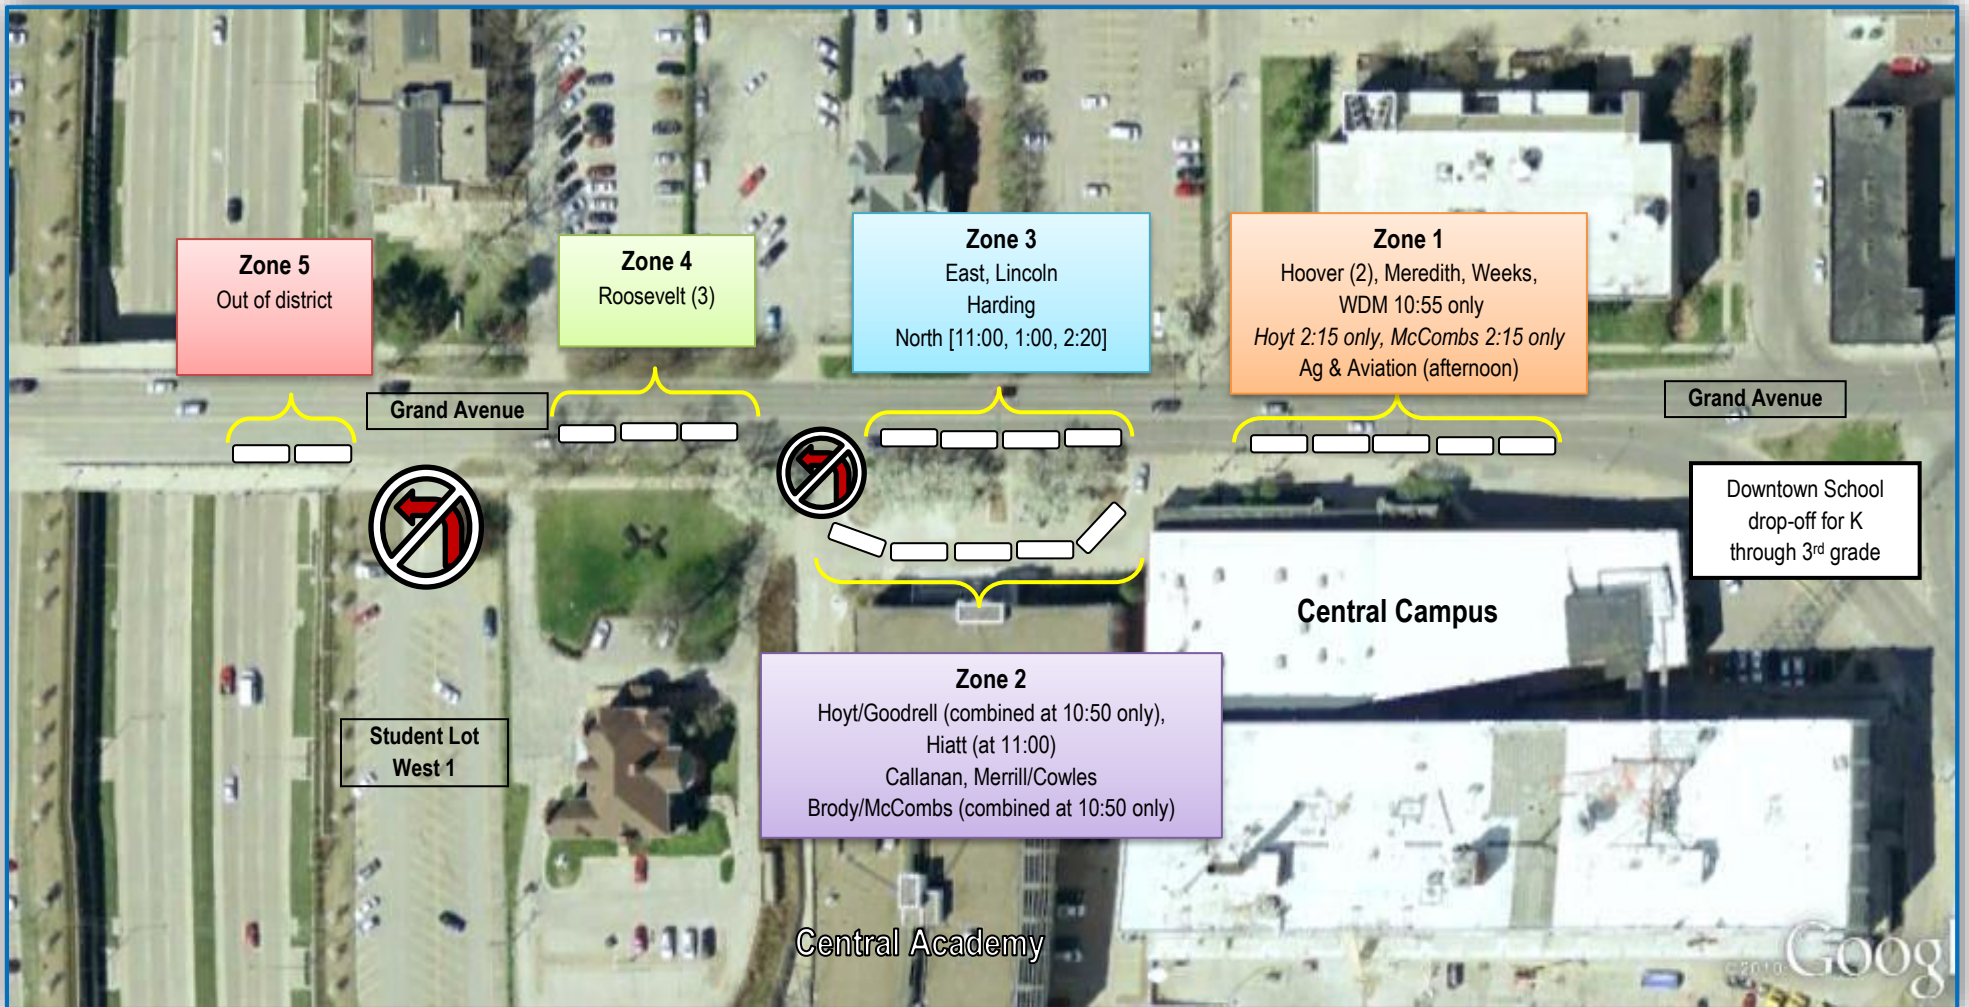 Zone 5
Out of district
Zone 4
Roosevelt (3)
Zone 3
East, Lincoln
Harding
North [11:00, 1:00, 2:20]
Zone 1
Hoover (2), Meredith, Weeks,
WDM 10:55 only
Hoyt 2:15 only, McCombs 2:15 only
Ag & Aviation (afternoon)
Grand Avenue
Grand Avenue
Downtown School
drop-off for K
through 3rd grade
Central Campus
Zone 2
Hoyt/Goodrell (combined at 10:50 only),
Hiatt (at 11:00)
Callanan, Merrill/Cowles
Brody/McCombs (combined at 10:50 only)
Student Lot
West 1
Central Academy
©2010 Googl